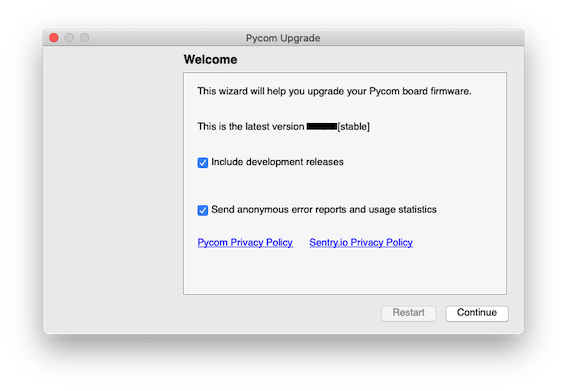 Pycom Upgrade
Welcome
This wizard will help you upgrade your Pycom board firmware.
This is the latest version [stable]
Include development releases
Send anonymous error reports and usage statistics
Pycom Privacy Policy Sentry.io Privacy Policy
Restart Continue